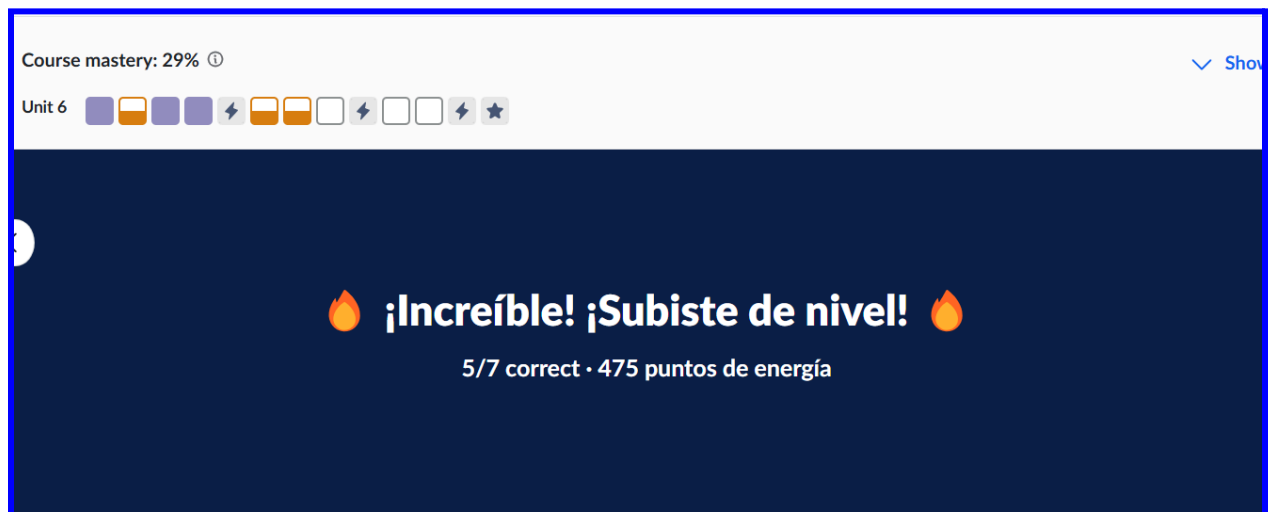 Course mastery: 29%
Unit 6
¡Increíble! ¡Subiste de nivel!
5/7 correct · 475 puntos de energía